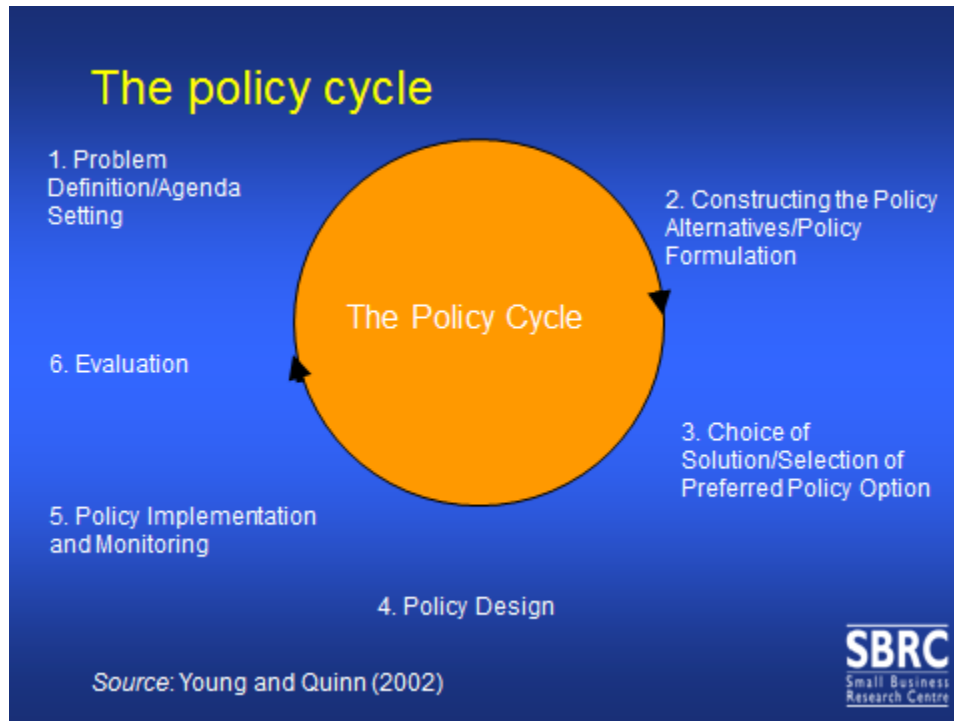 The policy cycle
1. Problem
Definition/Agenda
Setting
2. Constructing the Policy
Alternatives/Policy
Formulation
The Policy Cycle
6. Evaluation
3. Choice of
Solution/Selection of
Preferred Policy Option
5. Policy Implementation
and Monitoring
4. Policy Design
Source: Young and Quinn (2002)
SBRC
Small Business
Research Centre